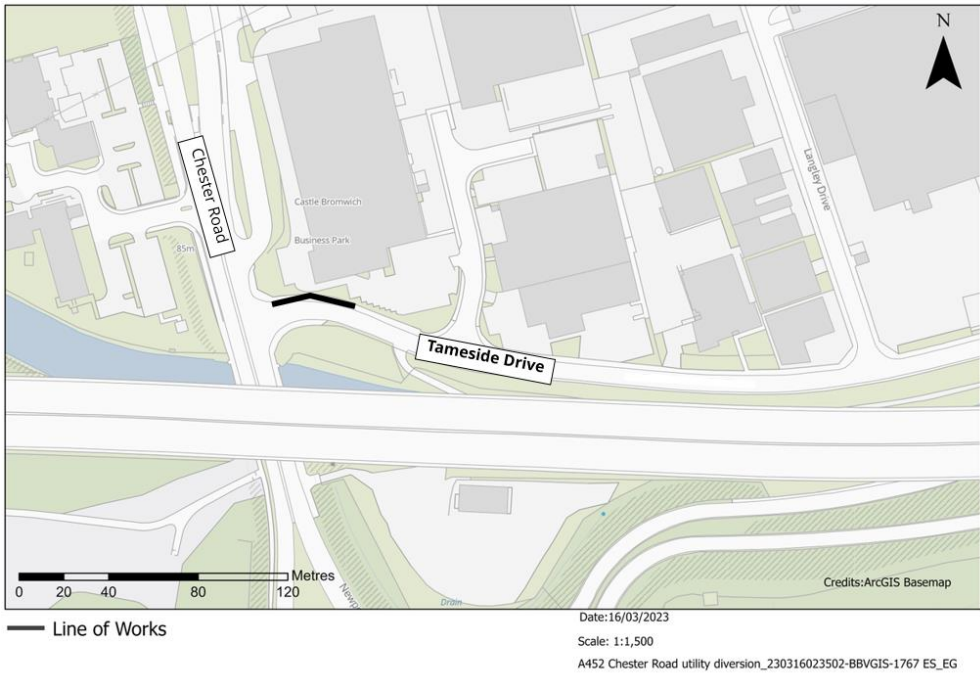 N
Chester Road
Langley Drive
Castle Bromwich
Business Park
85m
Tameside Drive
Metres
0 20 40 80 120
Newp
Drain
Credits:ArcGIS Basemap
Line of Works
Date:16/03/2023
Scale: 1:1,500
A452 Chester Road utility diversion_230316023502-BBVGIS-1767 ES_EG